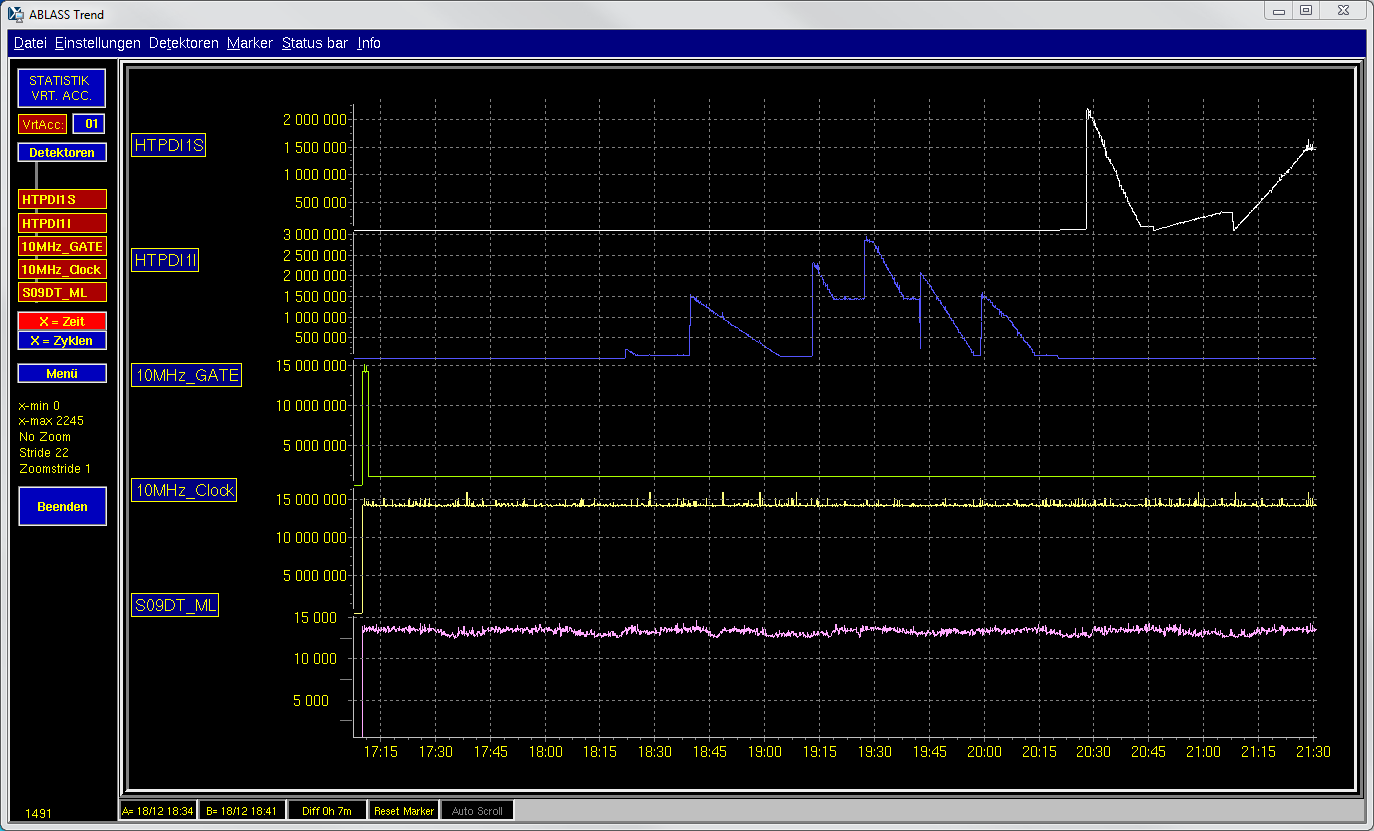 ABLASS Trend
Datei Einstellungen Detektoren Marker Status bar Info
STATISTIK
VRT. ACC.
VrtAcc: 01
Detektoren
HTPDI1S
HTPDI1I
10MHz_GATE
10MHz_Clock
S09DT_ML
X = Zeit
X = Zyklen
Menü
x-min 0
x-max 2245
No Zoom
Stride 22
Zoomstride 1
Beenden
1491
HTPDI1S
2 000 000
1 500 000
1 000 000
500 000
HTPDI1I
3 000 000
2 500 000
2 000 000
1 500 000
1 000 000
500 000
10MHz_GATE
15 000 000
10 000 000
5 000 000
10MHz_Clock
15 000 000
10 000 000
5 000 000
S09DT_ML
15 000
10 000
5 000
17:15 17:30 17:45 18:00 18:15 18:30 18:45 19:00 19:15 19:30 19:45 20:00 20:15 20:30 20:45 21:00 21:15 21:30
A= 18/12 18:34 B= 18/12 18:41 Diff 0h 7m Reset Marker Auto Scroll